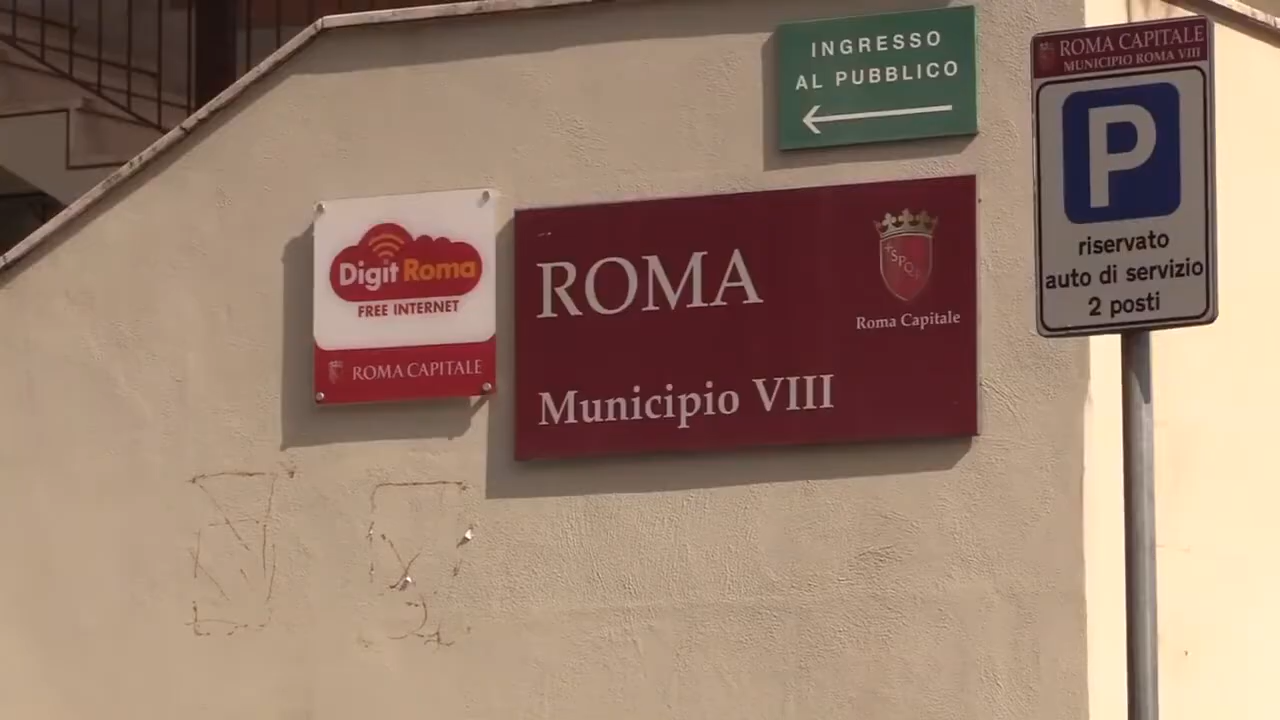 INGRESSO
AL PUBBLICO
ROMA CAPITALE
MUNICIPIO ROMA VIII
P
riservato
auto di servizio
2 posti
Digit Roma
FREE INTERNET
ROMA CAPITALE
ROMA
SPQR
Roma Capitale
Municipio VIII